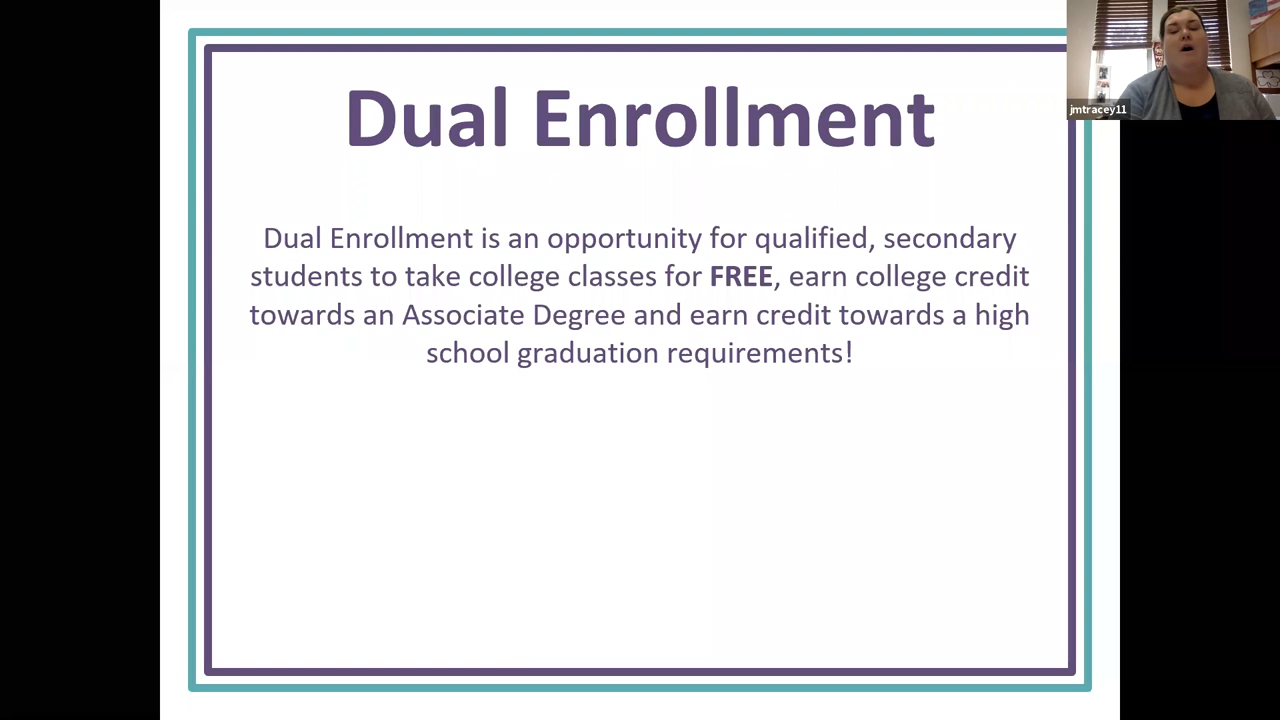 Dual Enrollment
Dual Enrollment is an opportunity for qualified, secondary
students to take college classes for FREE, earn college credit
towards an Associate Degree and earn credit towards a high
school graduation requirements!
jmtracey11